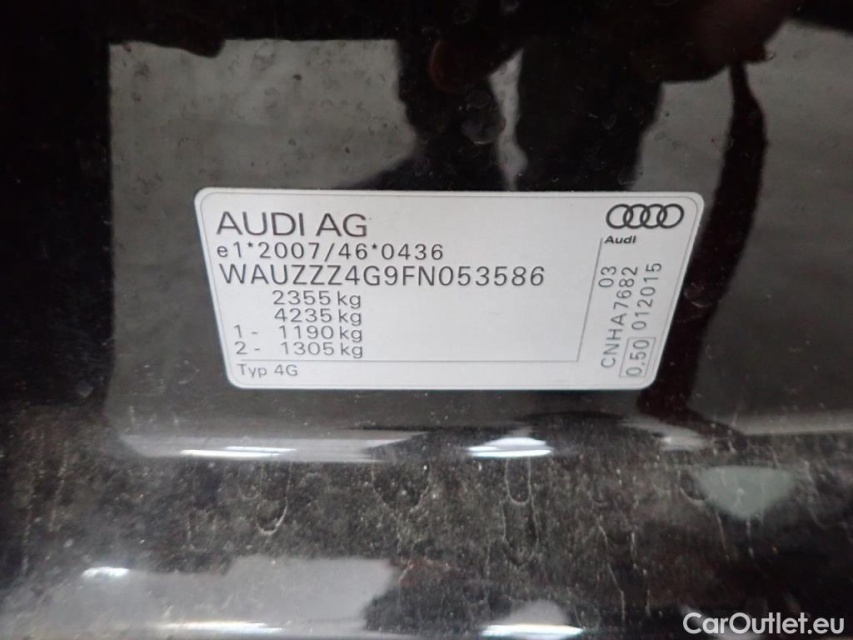 AUDI AG
e1*2007/46*0436
WAUZZZ4G9FN053586
2355 kg
4235 kg
1 - 1190 kg
2 - 1305 kg
Typ 4G
Audi
03
CNHA7682
0.50 012015
CarOutlet.eu